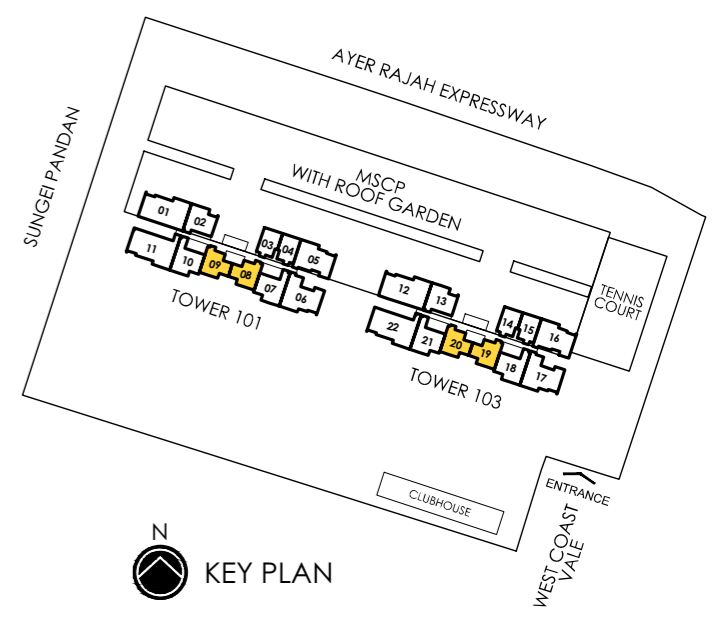 AYER RAJAH EXPRESSWAY
SUNGEI PANDAN
MSCP
WITH ROOF GARDEN
TENNIS
COURT
01
02
03
04
05
11
10
09
08
07
06
TOWER 101
12
13
14
15
16
22
21
20
19
18
17
TOWER 103
CLUBHOUSE
ENTRANCE
WEST COAST
VALE
N
KEY PLAN